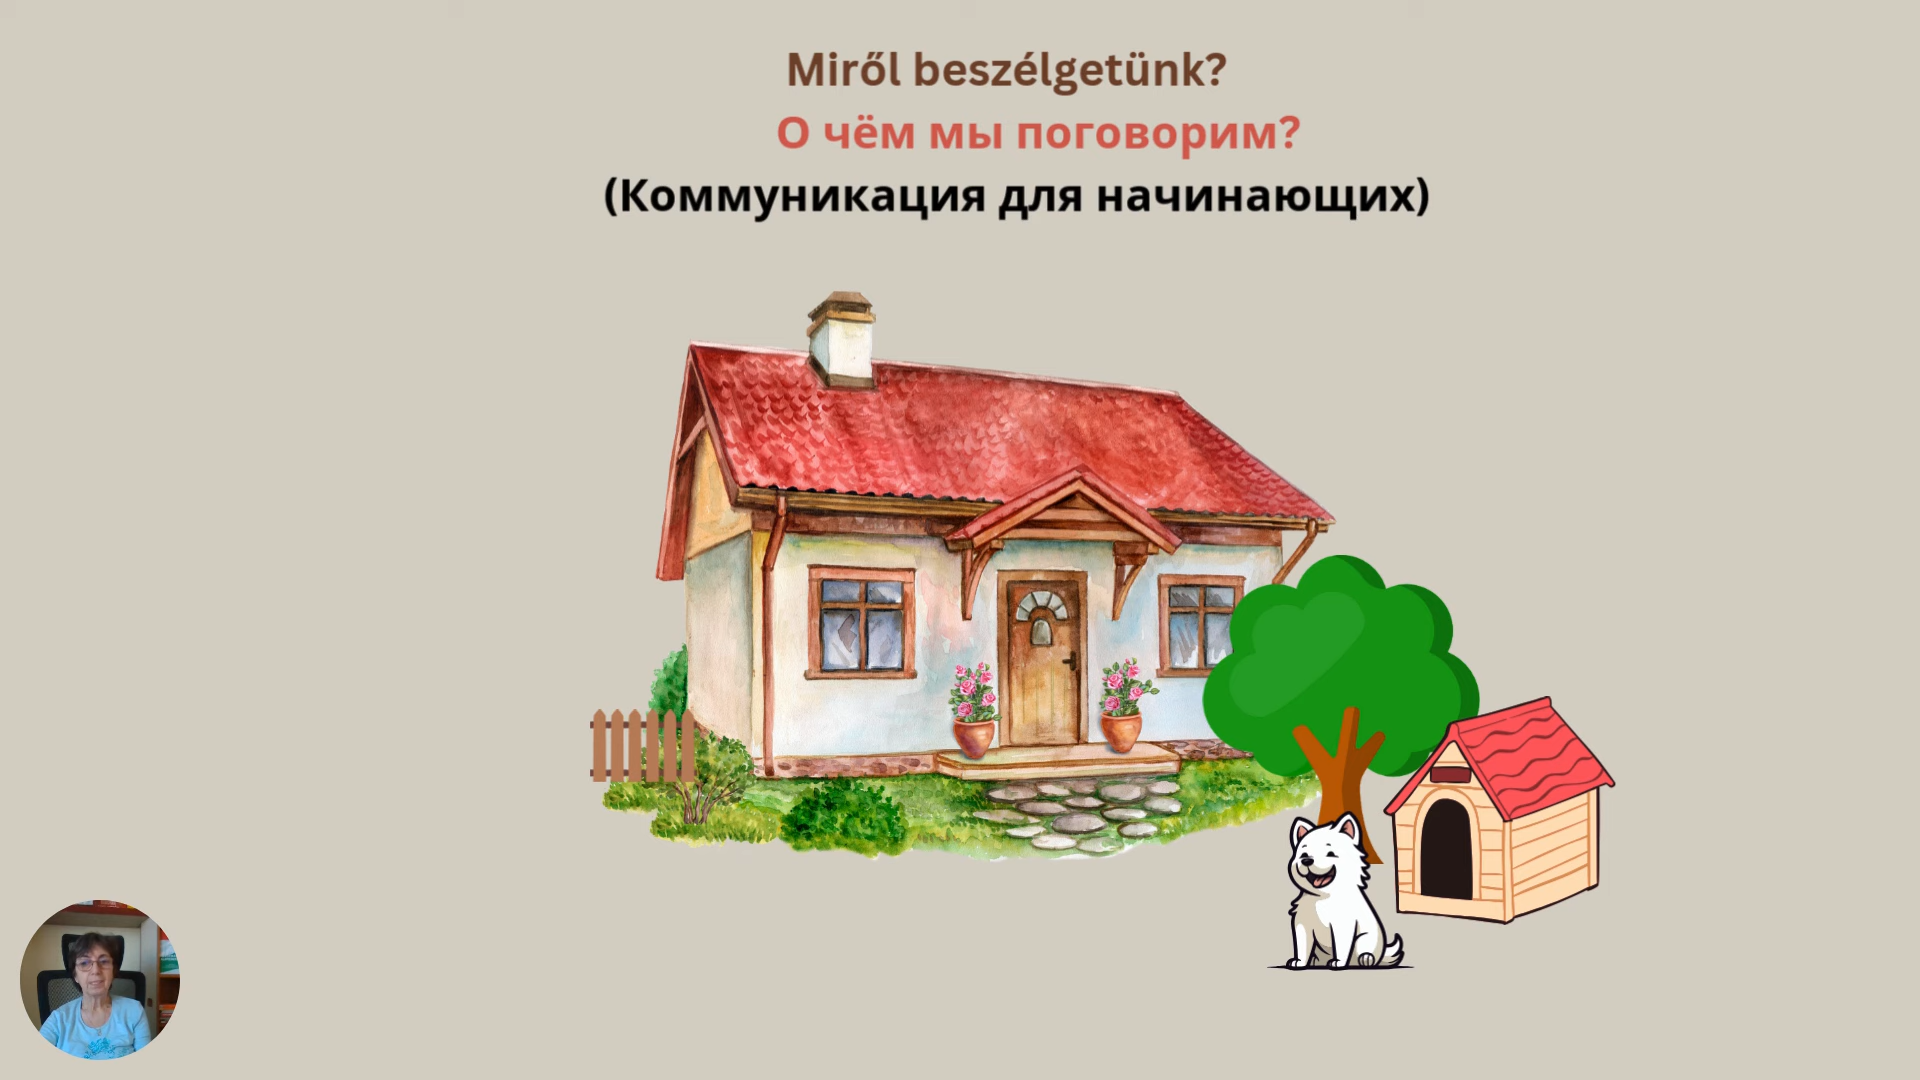 Miről beszélgetünk?
О чём мы поговорим?
(Коммуникация для начинающих)